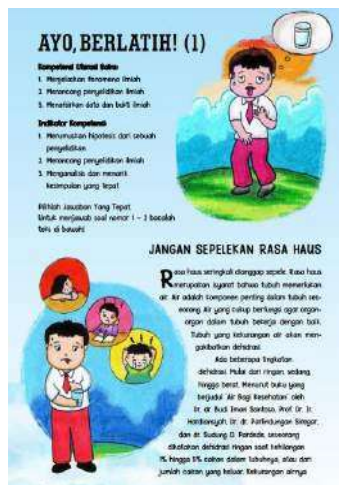 AYO, BERLATIH! (1)
Kompetensi Literasi Sains:
1. Menjelaskan fenomena ilmiah
2. Merancang penyelidikan ilmiah
3. Menafsirkan data dan bukti ilmiah
Indikator Kompetensi:
1. Merumuskan hipotesis dari sebuah
penyelidikan
2. Merancang penyelidikan ilmiah
3. Menganalisis dan menarik
kesimpulan yang tepat
Pilihlah Jawaban Yang Tepat
Untuk menjawab soal nomor 1 – 3 bacalah
teks di bawah!
JANGAN SEPELEKAN RASA HAUS
Rasa haus seringkali dianggap sepele. Rasa haus
merupakan isyarat bahwa tubuh memerlukan
air. Air adalah komponen penting dalam tubuh ses-
eorang. Air yang cukup berfungsi agar organ-
organ dalam tubuh bekerja dengan baik.
Tubuh yang kekurangan air akan men-
gakibatkan dehidrasi.
Ada beberapa tingkatan
dehidrasi. Mulai dari ringan, sedang,
hingga berat. Menurut buku yang
berjudul 'Air Bagi Kesehatan' oleh
Dr. dr. Budi Iman Santoso, Prof. Dr. Ir.
Hardinsyah, Dr. dr. Parlindungan Siregar,
dan dr. Sudung O. Pardede, seseorang
dikatakan dehidrasi ringan saat kehilangan
1% hingga 5% cairan dalam tubuhnya, atau dari
jumlah cairan yang keluar. Kekurangan airnya